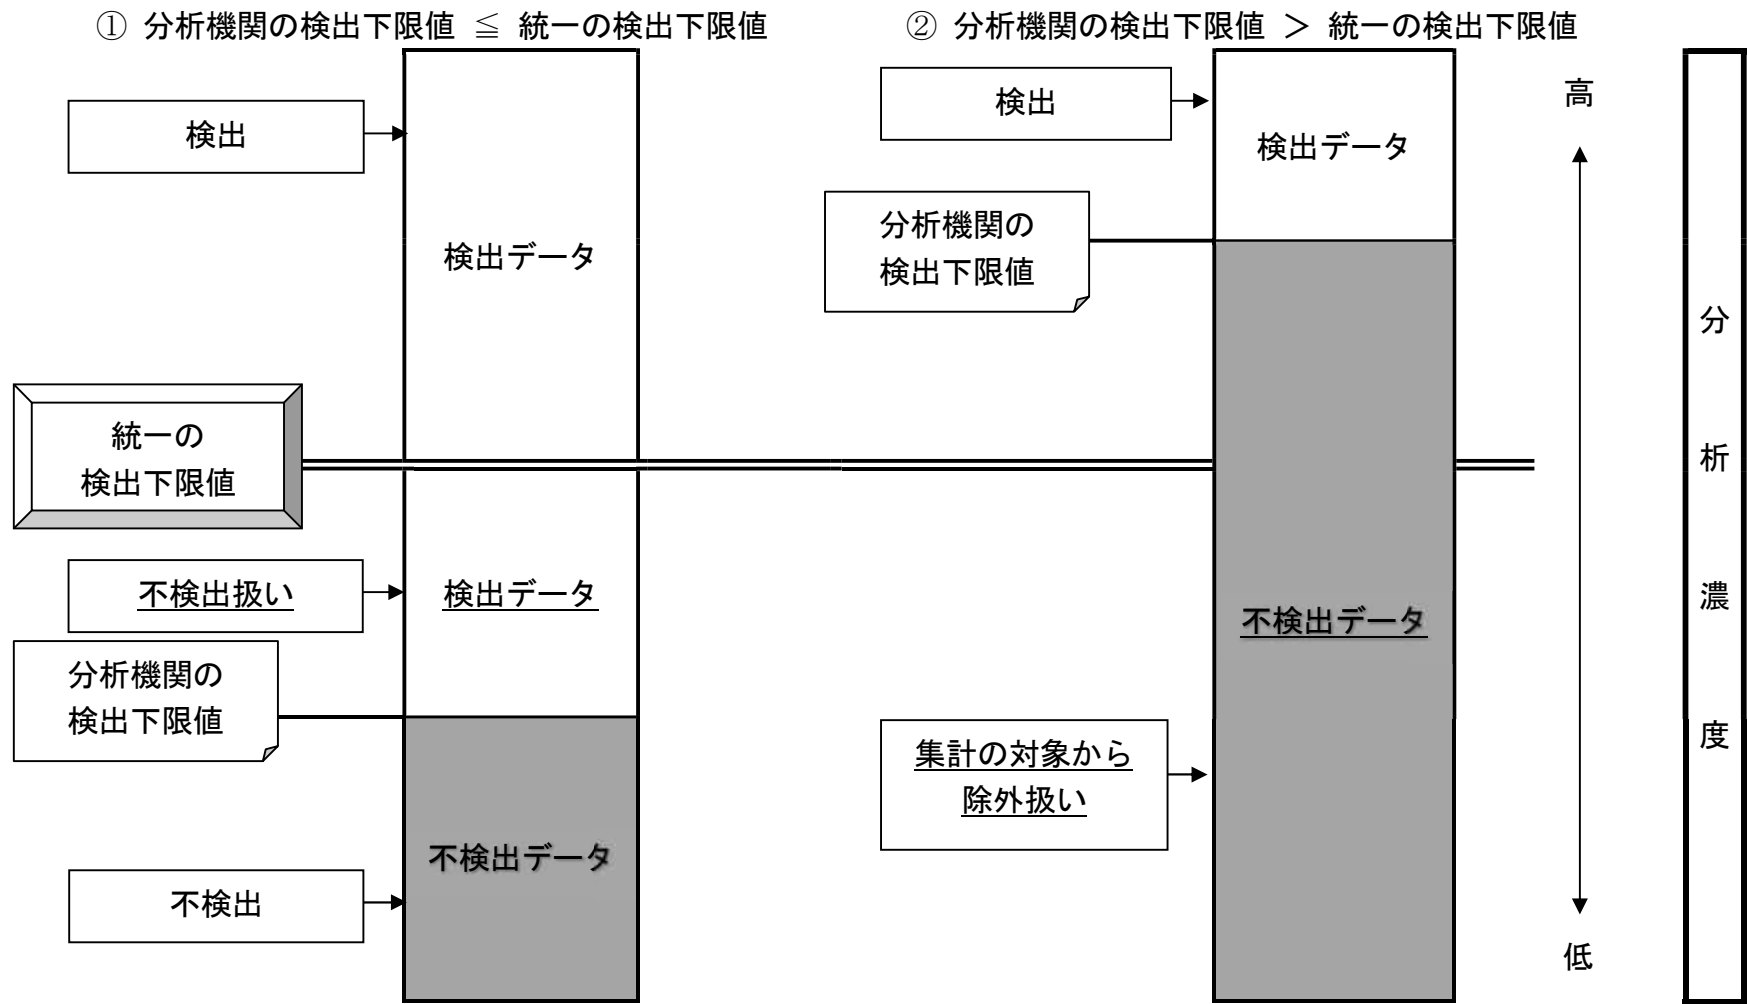 ① 分析機関の検出下限値 ≦ 統一の検出下限値
② 分析機関の検出下限値 > 統一の検出下限値
検出
検出データ
統一の
検出下限値
不検出扱い
検出データ
分析機関の
検出下限値
不検出データ
不検出
検出
検出データ
分析機関の
検出下限値
不検出データ
集計の対象から
除外扱い
高
低
分
析
濃
度